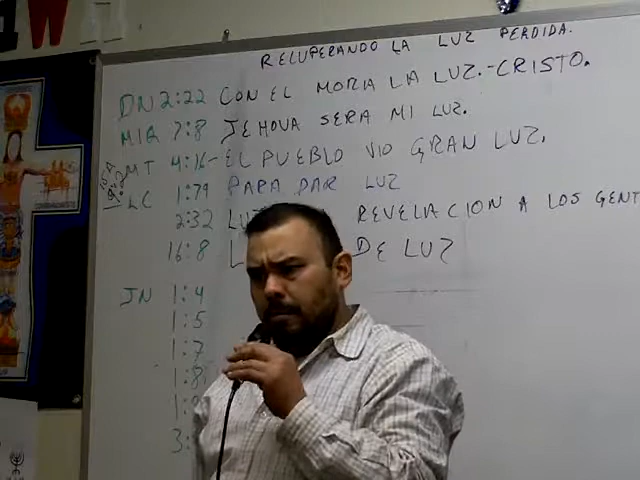 RECUPERANDO LA LUZ PERDIDA.
DN 2:22 CON EL MORA LA LUZ.-CRISTO.
MIQ 7:8 JEHOVA SERA MI LUZ.
MT 4:16- EL PUEBLO VIO GRAN LUZ.
LC 1:79 PARA DAR LUZ
2:32 REVELACION A LOS GENT
16:8 DE LUZ
JN 1:4
1:5
1:7
1:8